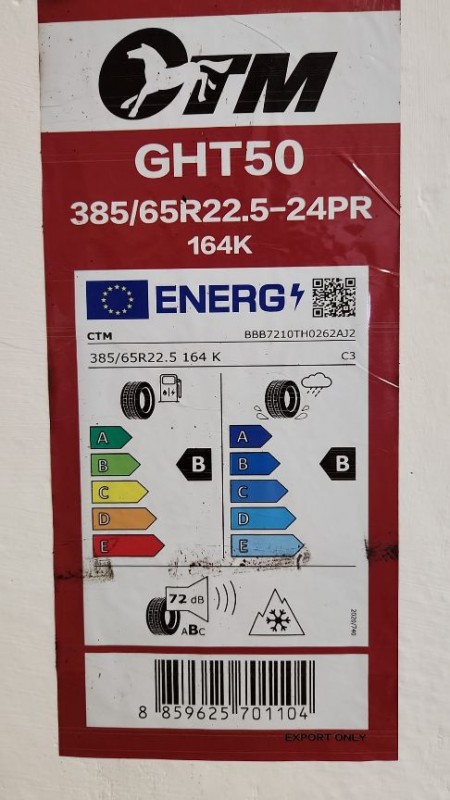 CTM
GHT50
385/65R22.5-24PR
164K
ENERG
CTM BBB7210TH0262AJ2
385/65R22.5 164 K C3
A A
B B B B
C C
D D
E E
72 dB
ABC
2020/740
8 859625 701104
EXPORT ONLY